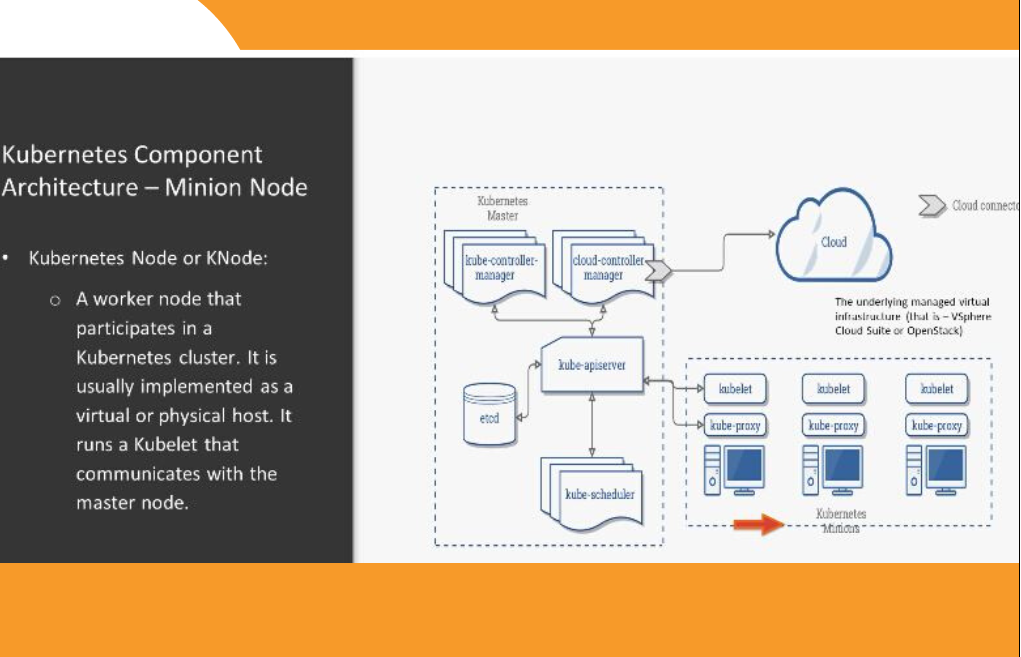 Kubernetes Component
Architecture – Minion Node
• Kubernetes Node or KNode:
o A worker node that
participates in a
Kubernetes cluster. It is
usually implemented as a
virtual or physical host. It
runs a Kubelet that
communicates with the
master node.
Kubernetes
Master
kube-controller-
manager
cloud-controller
manager
kube-apiserver
etcd
kube-scheduler
Cloud
Cloud connecto
The underlying managed virtual
infrastructure (that is – VSphere
Cloud Suite or OpenStack)
kubelet
kubelet
kubelet
kube-proxy
kube-proxy
kube-proxy
Kubernetes
Minions